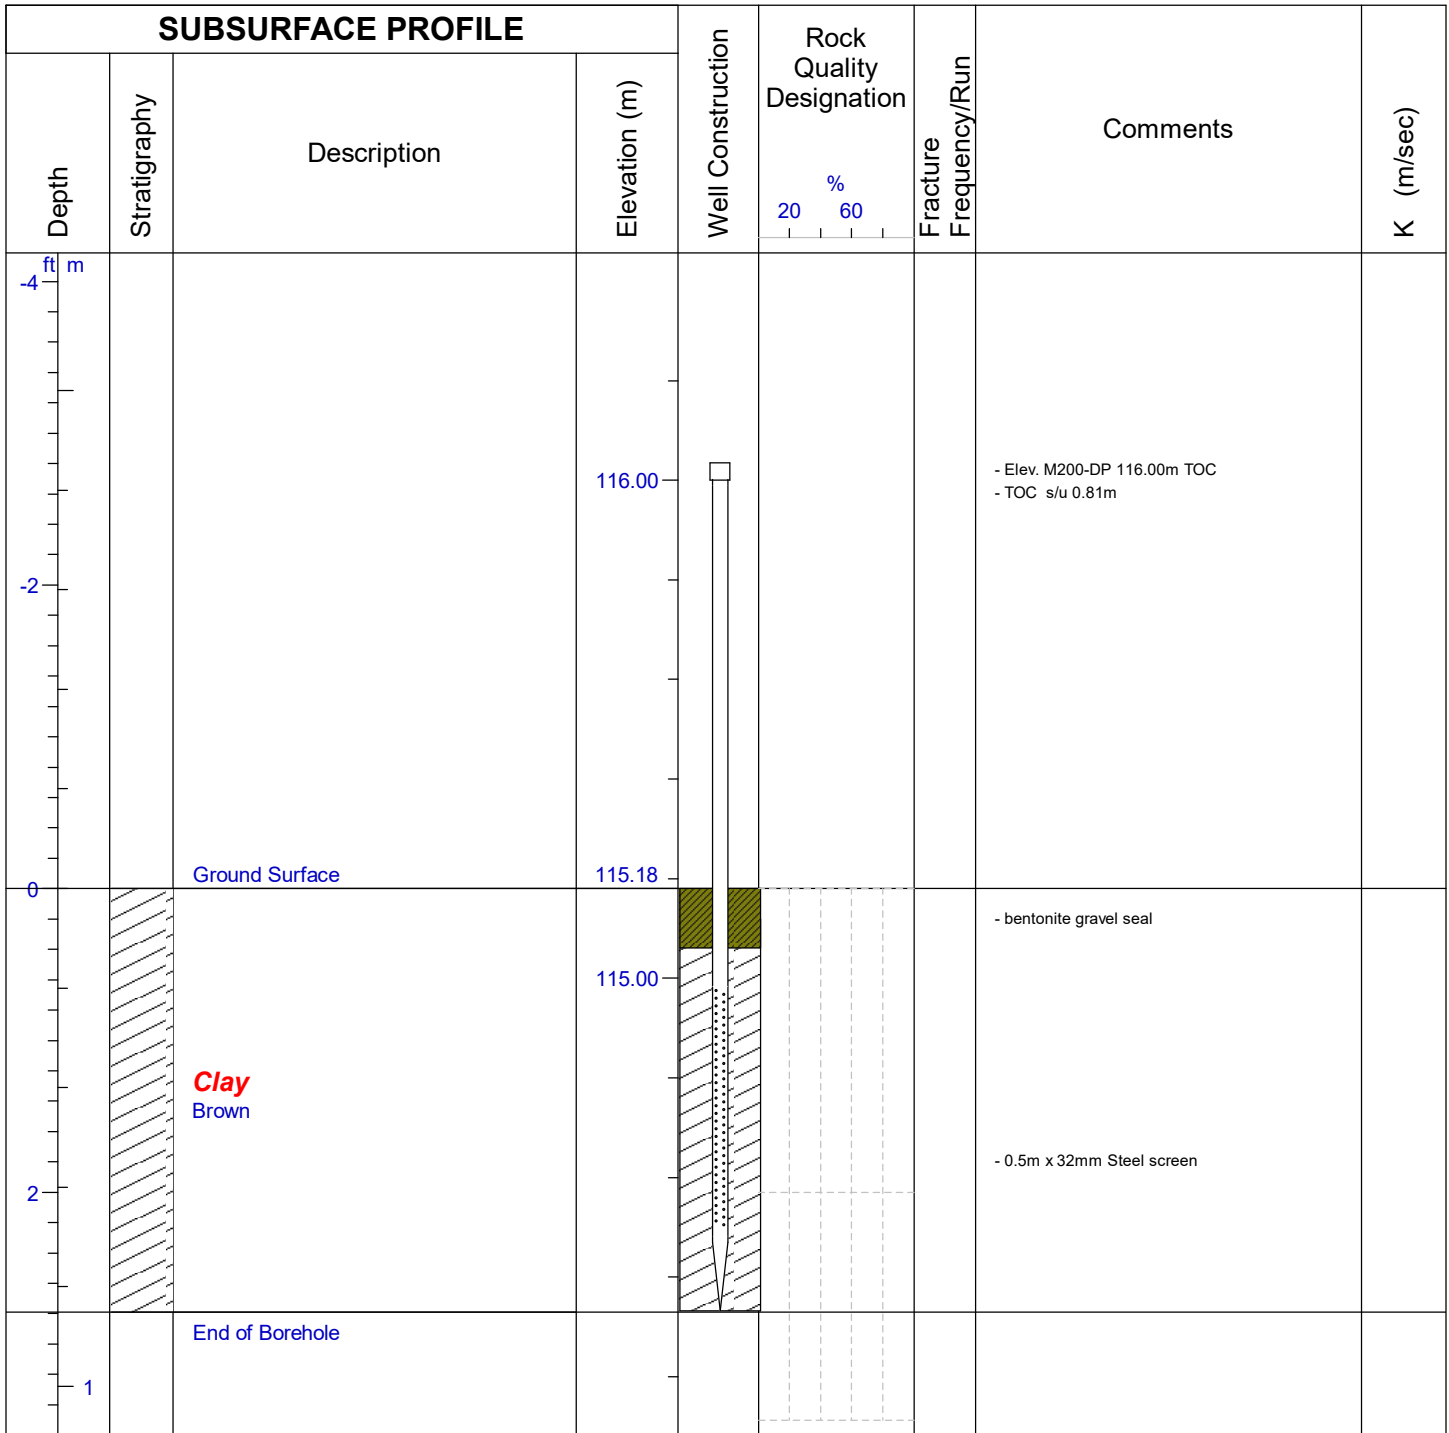 SUBSURFACE PROFILE
Depth
Stratigraphy
Description
Elevation (m)
Well Construction
Rock
Quality
Designation
%
20 60
Fracture
Frequency/Run
Comments
K (m/sec)
ft m
-4
116.00
- Elev. M200-DP 116.00m TOC
- TOC s/u 0.81m
-2
Ground Surface
115.18
0
- bentonite gravel seal
115.00
Clay
Brown
- 0.5m x 32mm Steel screen
2
End of Borehole
1